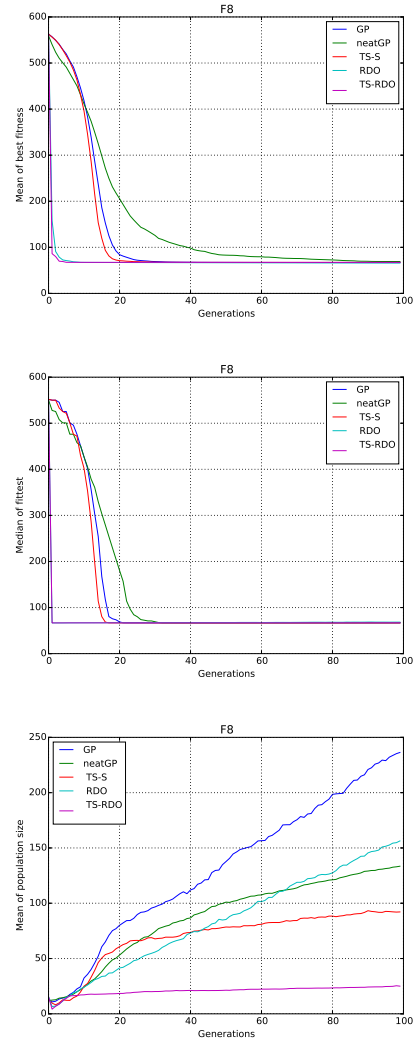 F8
600
500
400
300
200
100
0
Mean of best fitness
GP
neatGP
TS-S
RDO
TS-RDO
0 20 40 60 80 100
Generations
F8
600
500
400
300
200
100
0
Median of fittest
GP
neatGP
TS-S
RDO
TS-RDO
0 20 40 60 80 100
Generations
F8
250
200
150
100
50
0
Mean of population size
GP
neatGP
TS-S
RDO
TS-RDO
0 20 40 60 80 100
Generations